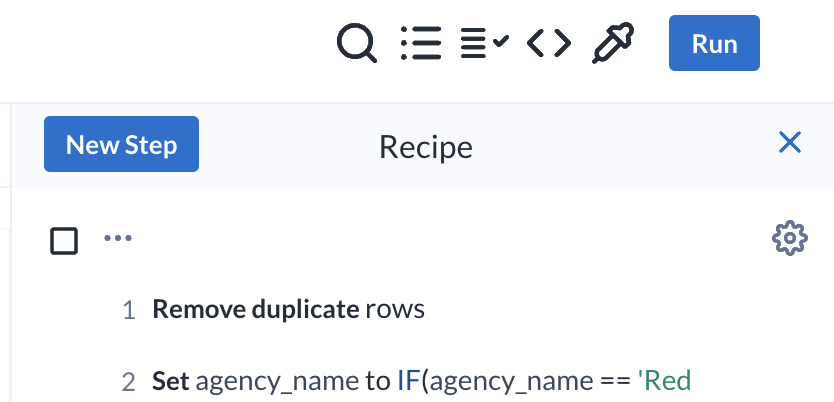 Run
New Step
Recipe
1 Remove duplicate rows
2 Set agency_name to IF(agency_name == 'Red